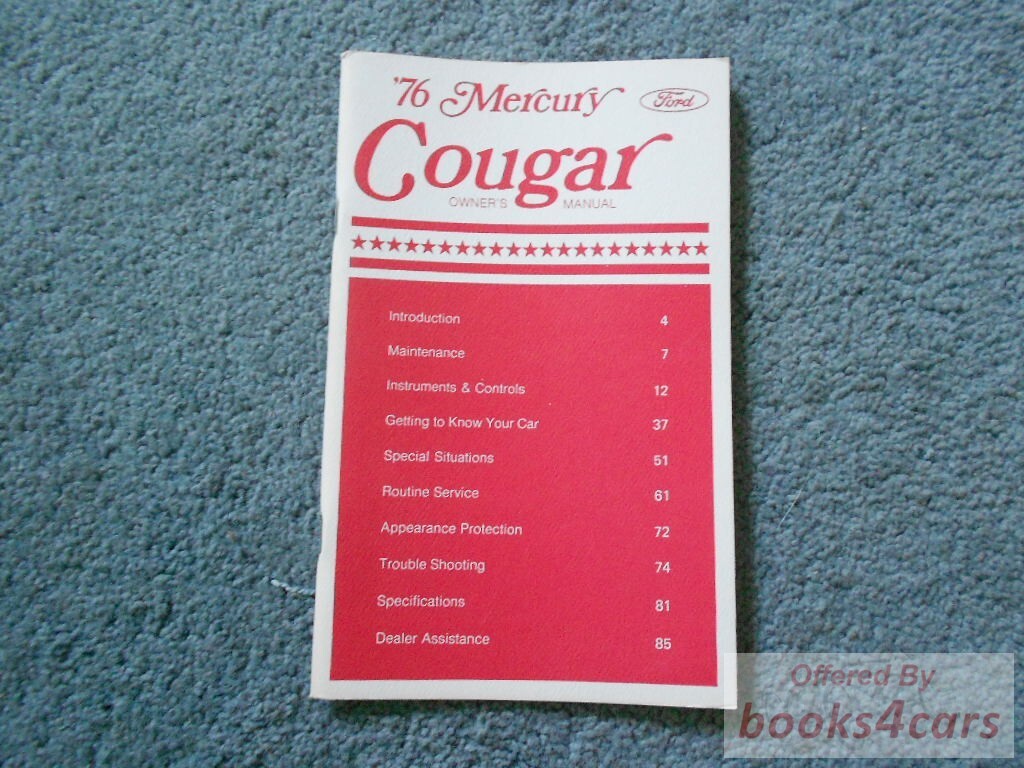 '76 Mercury Ford
Cougar
OWNER'S MANUAL
Introduction 4
Maintenance 7
Instruments & Controls 12
Getting to Know Your Car 37
Special Situations 51
Routine Service 61
Appearance Protection 72
Trouble Shooting 74
Specifications 81
Dealer Assistance 85
Offered By
books4cars